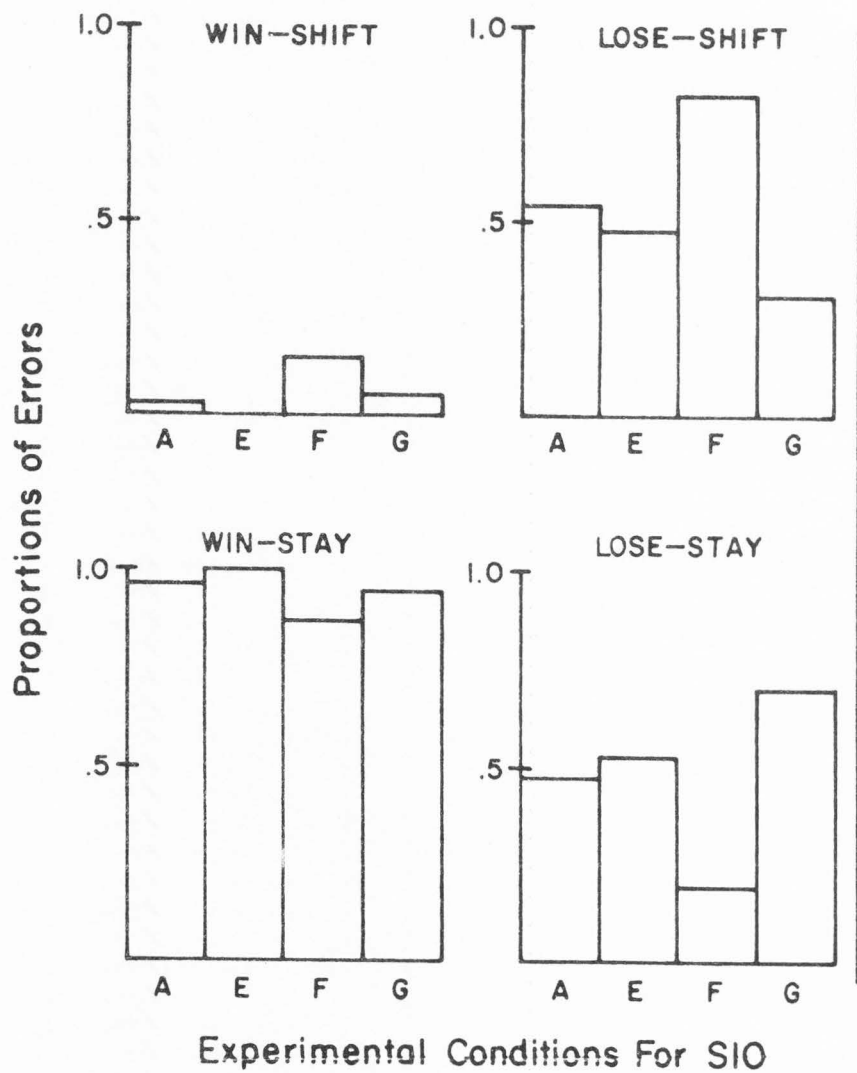 Proportions of Errors
WIN–SHIFT
1.0
.5
A E F G
LOSE–SHIFT
1.0
.5
A E F G
WIN–STAY
1.0
.5
A E F G
LOSE–STAY
1.0
.5
A E F G
Experimental Conditions For S10